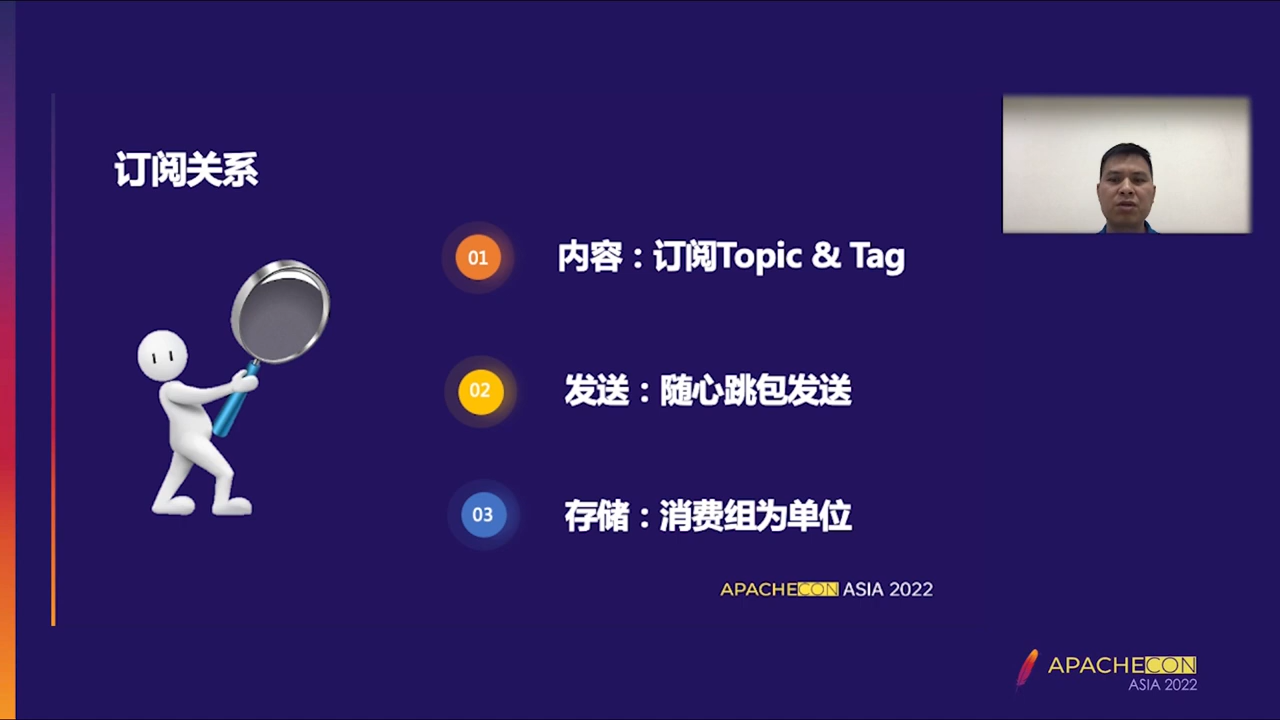 订阅关系
01
内容：订阅Topic & Tag
02
发送：随心跳包发送
03
存储：消费组为单位
APACHECON ASIA 2022
APACHECON
ASIA 2022